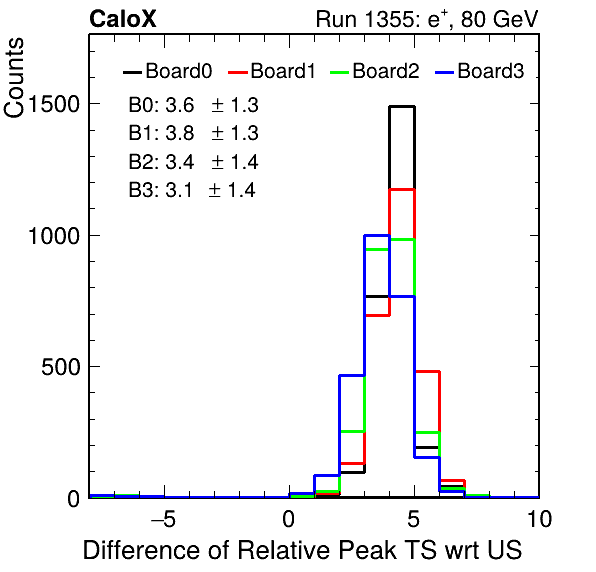 CaloX Run 1355: e+, 80 GeV
Counts
Board0 Board1 Board2 Board3
B0: 3.6 ± 1.3
B1: 3.8 ± 1.3
B2: 3.4 ± 1.4
B3: 3.1 ± 1.4
1500
1000
500
0
−5 0 5 10
Difference of Relative Peak TS wrt US